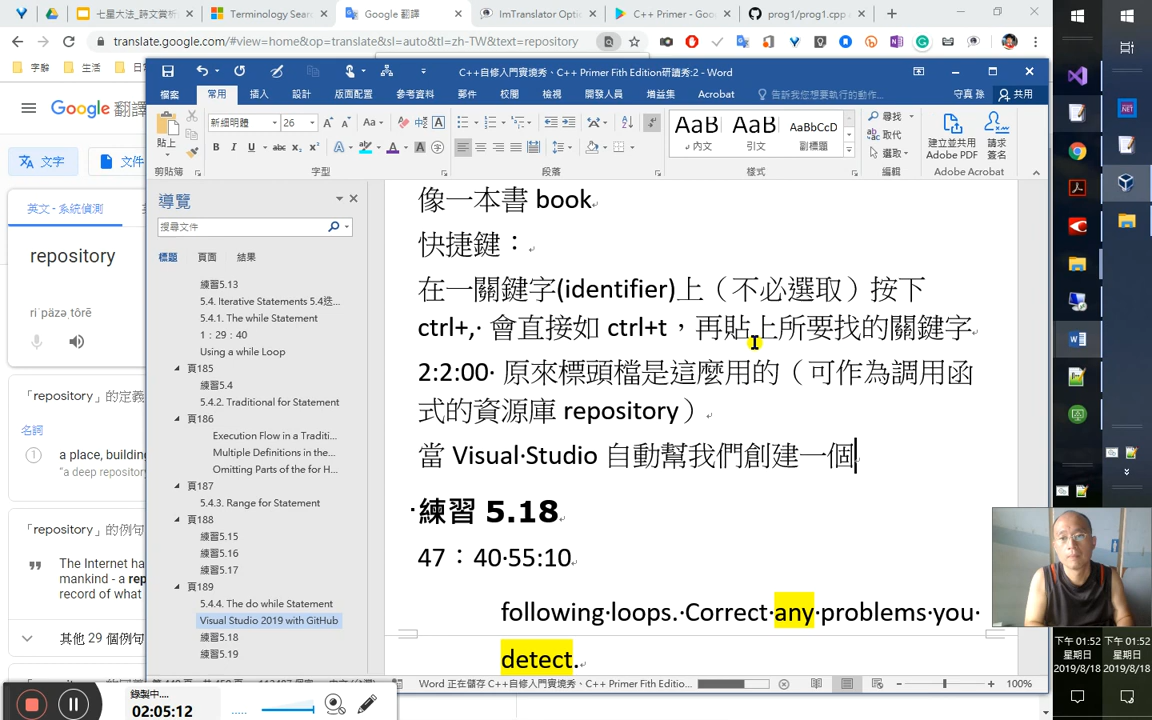 七星大法_跨文資析
Terminology Sear
Google 翻譯
ImTranslator Optio
C++ Primer - Goo
prog1/prog1.cpp a
translate.google.com/#view=home&op=translate&sl=auto&tl=zh-TW&text=repository
字辭
生活
Google 翻譯
文字
文件
英文 - 系統偵測
repository
riˈpäzəˌtôrē
「repository」的定義
名詞
1
a place, building
"a deep repository
「repository」的例句
The Internet ha
mankind - a rep
record of what
其他 29 個例句
C++自修入門實境秀、C++ Primer Fith Edition研讀秀:2 - Word
檔案 常用 插入 設計 版面配置 參考資料 郵件 校閱 檢視 開發人員 增益集 Acrobat 告訴我您想要執行的動作... 守真 孫 共用
貼上
新細明體 26
AaB
內文
AaB
引文
AaBbCcD
副標題
尋找
取代
選取
建立並共用
Adobe PDF
請求
簽名
剪貼簿 字型 段落 樣式 編輯 Adobe Acrobat
導覽
搜尋文件
標題 頁面 結果
練習5.13
5.4. Iterative Statements 5.4迭...
5.4.1. The while Statement
1：29：40
Using a while Loop
頁185
練習5.4
5.4.2. Traditional for Statement
頁186
Execution Flow in a Traditi...
Multiple Definitions in the...
Omitting Parts of the for H...
頁187
5.4.3. Range for Statement
頁188
練習5.15
練習5.16
練習5.17
頁189
5.4.4. The do while Statement
Visual Studio 2019 with GitHub
練習5.18
練習5.19
像一本書 book
快捷鍵：
在一關鍵字(identifier)上（不必選取）按下
ctrl+, 會直接如 ctrl+t，再貼上所要找的關鍵字
2:2:00 原來標頭檔是這麼用的（可作為調用函
式的資源庫 repository）
當 Visual Studio 自動幫我們創建一個
練習 5.18
47：40 55:10
following loops. Correct any problems you
detect.
Word 正在儲存 C++自修入門實境秀、C++ Primer Fith Editio...
100%
錄製中....
02:05:12
下午 01:52
星期日
2019/8/18
下午 01:52
星期日
2019/8/18